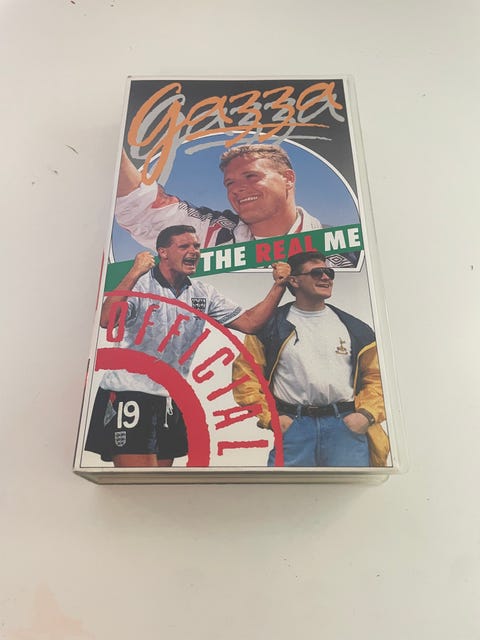 Gazza
THE REAL ME
OFFICIAL
19